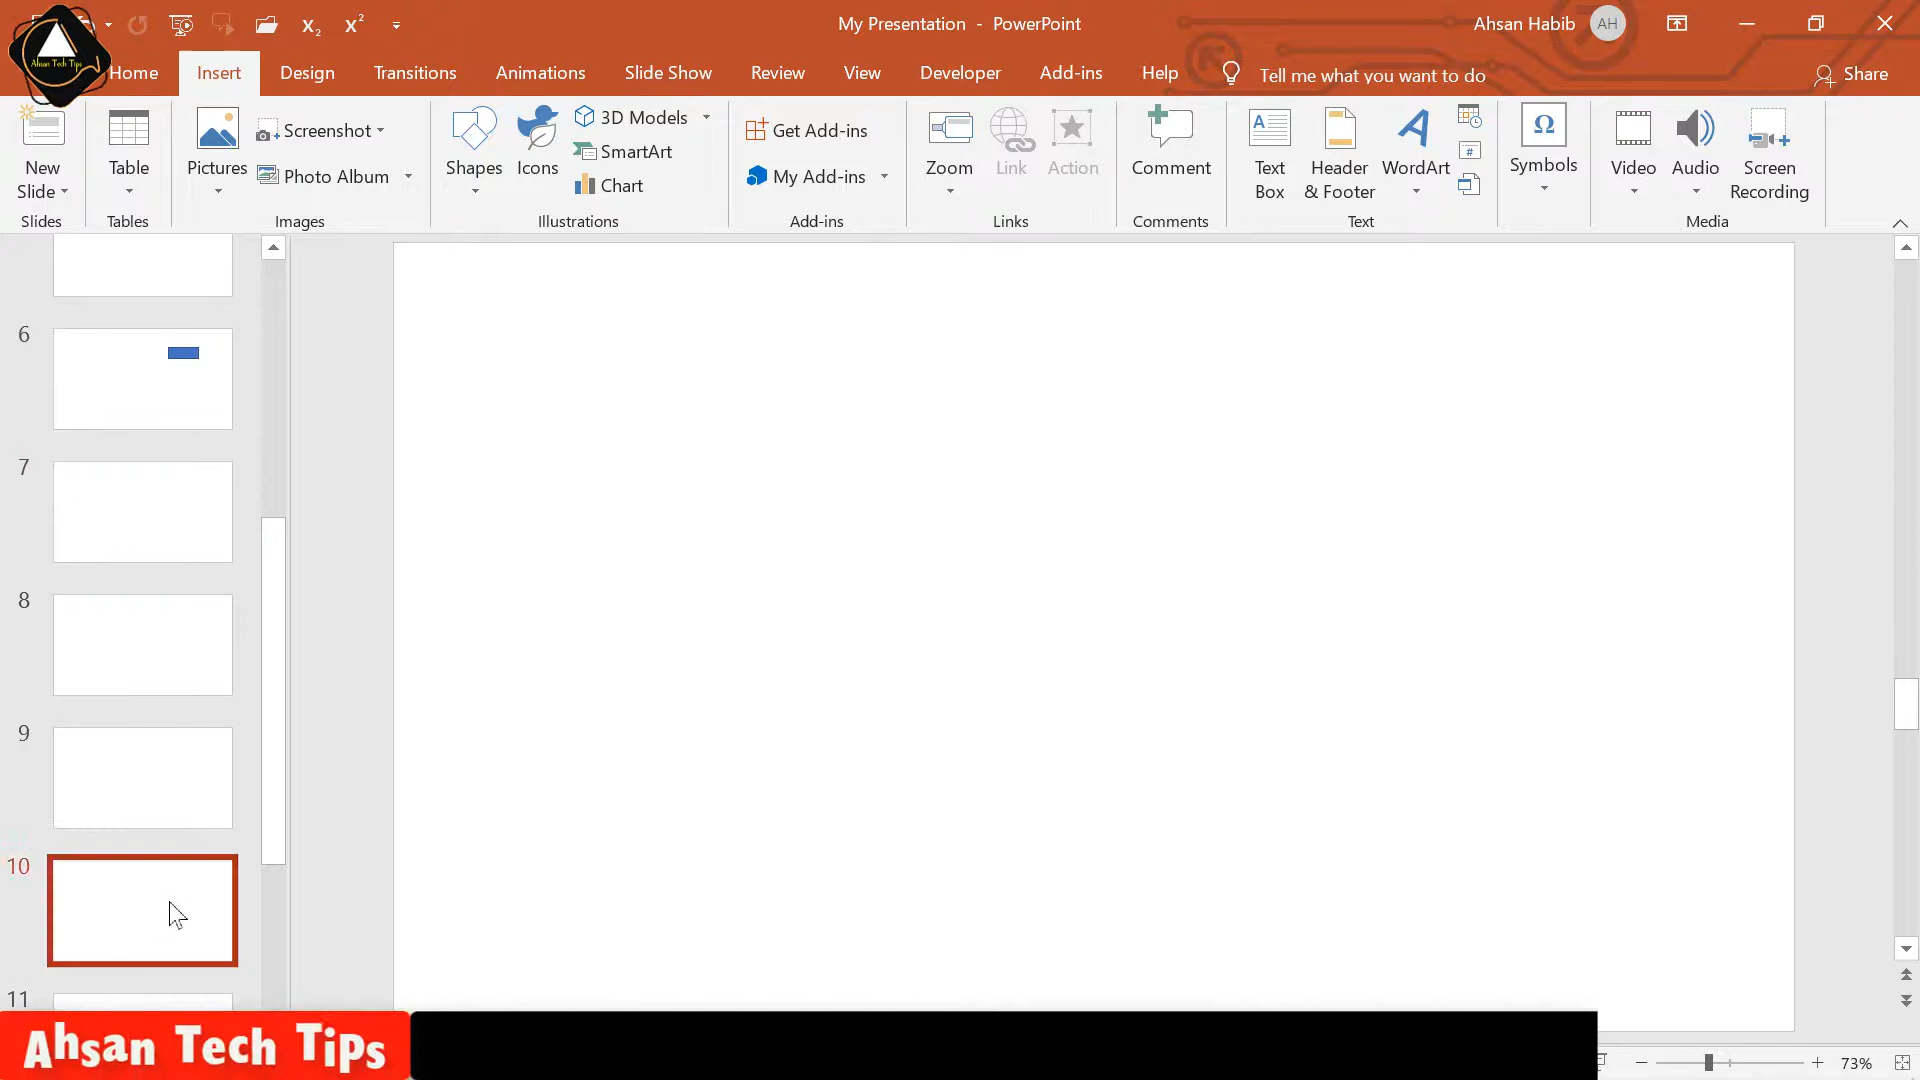 My Presentation - PowerPoint
Ahsan Habib
AH
Ahsan Tech Tips
Home
Insert
Design
Transitions
Animations
Slide Show
Review
View
Developer
Add-ins
Help
Tell me what you want to do
Share
New Slide
Table
Pictures
Screenshot
Photo Album
Shapes
Icons
3D Models
SmartArt
Chart
Get Add-ins
My Add-ins
Zoom
Link
Action
Comment
Text Box
Header & Footer
WordArt
Symbols
Video
Audio
Screen Recording
Slides
Tables
Images
Illustrations
Add-ins
Links
Comments
Text
Media
6
7
8
9
10
11
Ahsan Tech Tips
73%